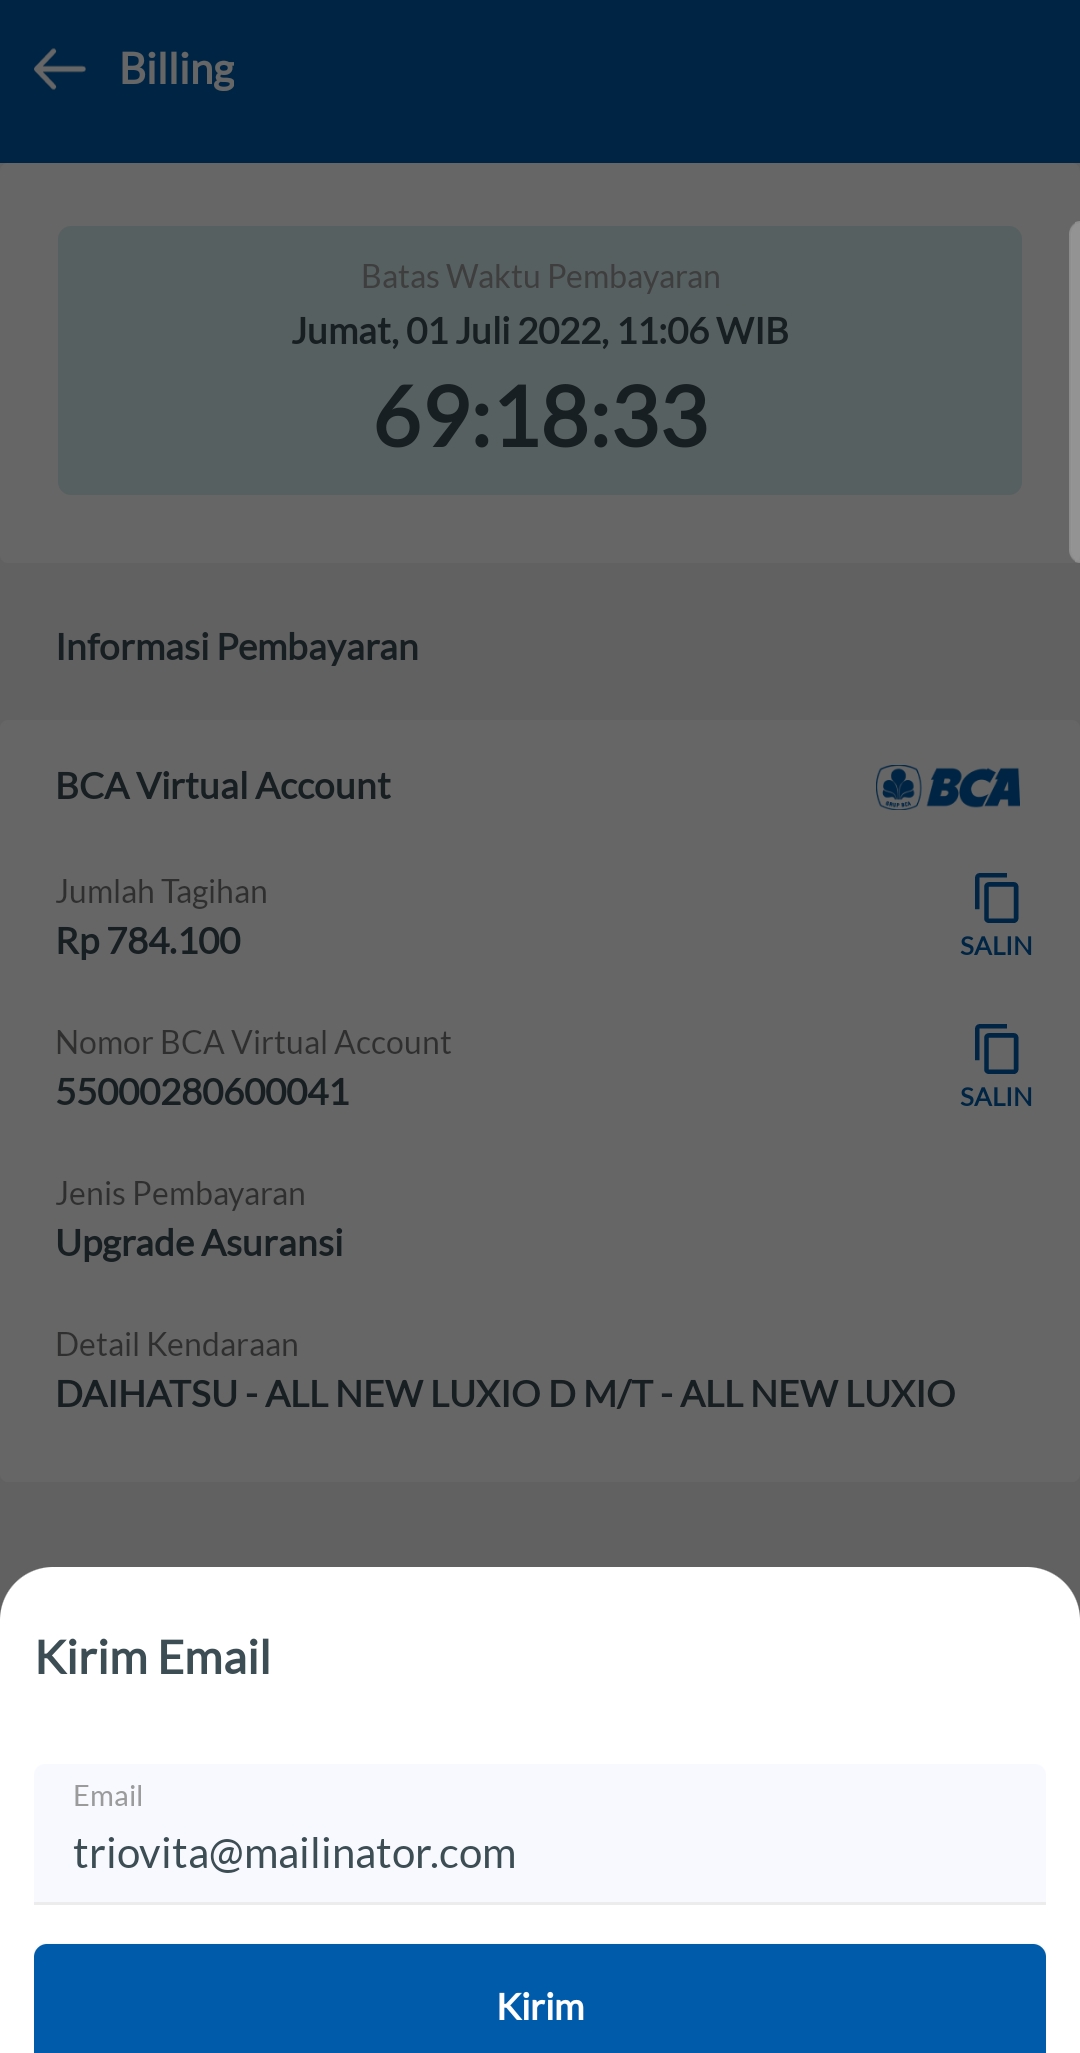 Billing
Batas Waktu Pembayaran
Jumat, 01 Juli 2022, 11:06 WIB
69:18:33
Informasi Pembayaran
BCA Virtual Account
GRUP BCA
BCA
Jumlah Tagihan
Rp 784.100
SALIN
Nomor BCA Virtual Account
55000280600041
SALIN
Jenis Pembayaran
Upgrade Asuransi
Detail Kendaraan
DAIHATSU - ALL NEW LUXIO D M/T - ALL NEW LUXIO
Kirim Email
Email
triovita@mailinator.com
Kirim